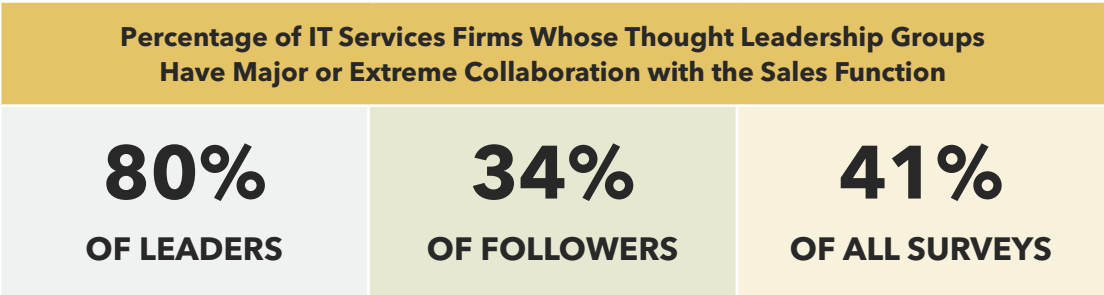 Percentage of IT Services Firms Whose Thought Leadership Groups
Have Major or Extreme Collaboration with the Sales Function
80%
OF LEADERS
34%
OF FOLLOWERS
41%
OF ALL SURVEYS